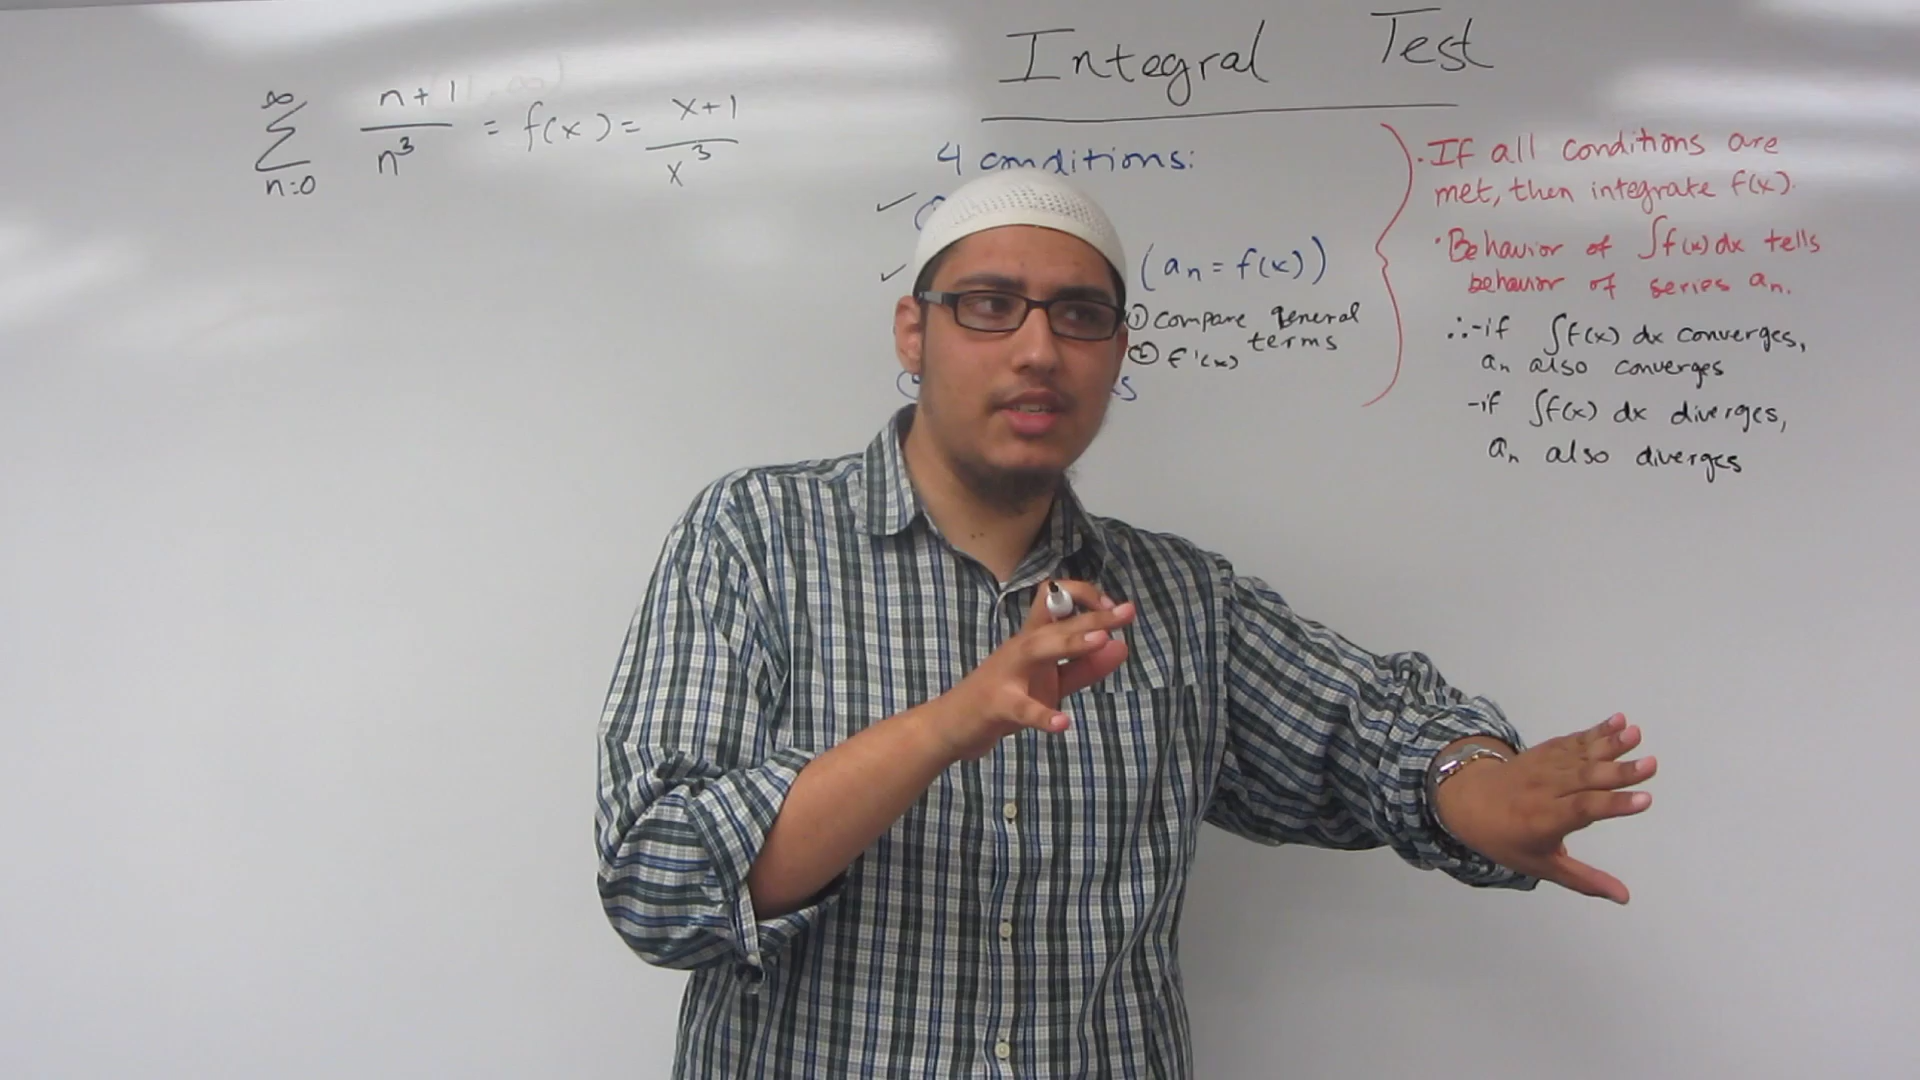 Integral Test
∞
∑ n+1/n³ = f(x) = x+1/x³
n=0
4 conditions:
(aₙ = f(x))
① compare general
terms
② f'(x)
· If all conditions are
met, then integrate f(x).
· Behavior of ∫f(x)dx tells
behavior of series aₙ.
∴ -if ∫f(x) dx converges,
aₙ also converges
-if ∫f(x) dx diverges,
aₙ also diverges